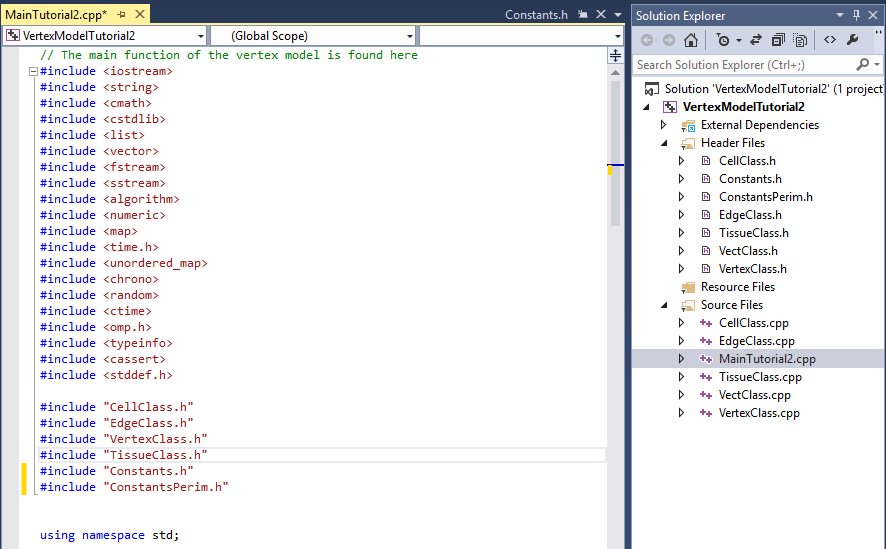 MainTutorial2.cpp*
Constants.h
VertexModelTutorial2
(Global Scope)
// The main function of the vertex model is found here
#include <iostream>
#include <string>
#include <cmath>
#include <cstdlib>
#include <list>
#include <vector>
#include <fstream>
#include <sstream>
#include <algorithm>
#include <numeric>
#include <map>
#include <time.h>
#include <unordered_map>
#include <chrono>
#include <random>
#include <ctime>
#include <omp.h>
#include <typeinfo>
#include <cassert>
#include <stddef.h>
#include "CellClass.h"
#include "EdgeClass.h"
#include "VertexClass.h"
#include "TissueClass.h"
#include "Constants.h"
#include "ConstantsPerim.h"
using namespace std;
Solution Explorer
Search Solution Explorer (Ctrl+;)
Solution 'VertexModelTutorial2' (1 project)
VertexModelTutorial2
External Dependencies
Header Files
CellClass.h
Constants.h
ConstantsPerim.h
EdgeClass.h
TissueClass.h
VectClass.h
VertexClass.h
Resource Files
Source Files
CellClass.cpp
EdgeClass.cpp
MainTutorial2.cpp
TissueClass.cpp
VectClass.cpp
VertexClass.cpp